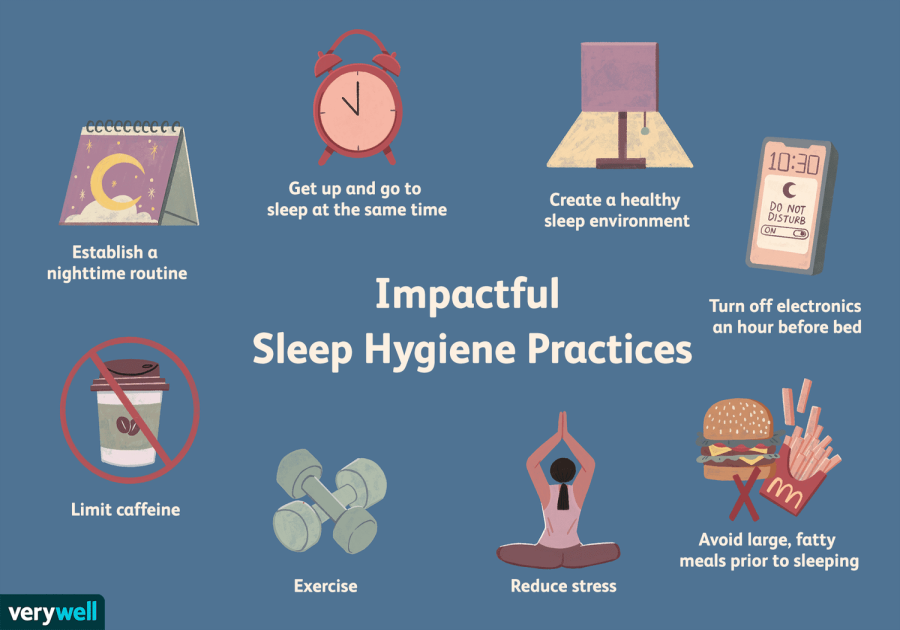 Get up and go to
sleep at the same time
Create a healthy
sleep environment
Establish a
nighttime routine
10:30
DO NOT
DISTURB
ON
Turn off electronics
an hour before bed
Impactful
Sleep Hygiene Practices
Limit caffeine
Exercise
Reduce stress
M
Avoid large, fatty
meals prior to sleeping
verywell